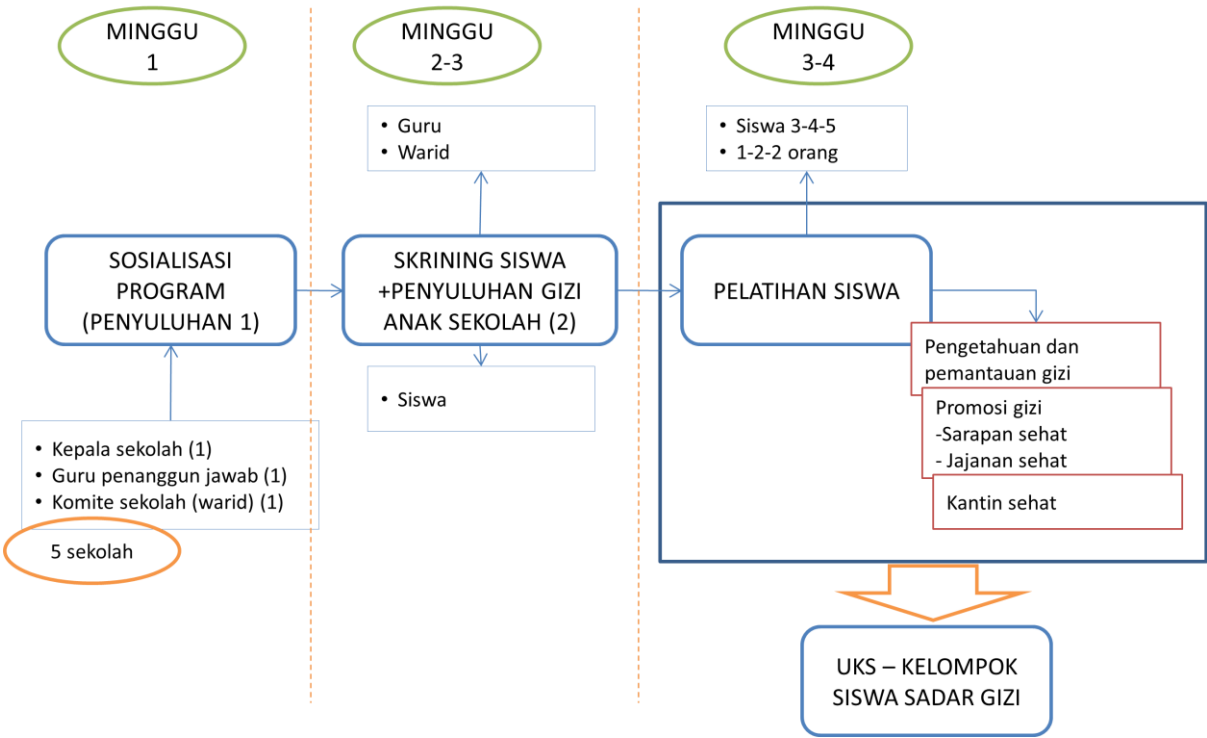 MINGGU
1
MINGGU
2-3
MINGGU
3-4
• Guru
• Warid
• Siswa 3-4-5
• 1-2-2 orang
SOSIALISASI
PROGRAM
(PENYULUHAN 1)
SKRINING SISWA
+PENYULUHAN GIZI
ANAK SEKOLAH (2)
PELATIHAN SISWA
Pengetahuan dan
pemantauan gizi
Promosi gizi
-Sarapan sehat
- Jajanan sehat
Kantin sehat
• Siswa
• Kepala sekolah (1)
• Guru penanggun jawab (1)
• Komite sekolah (warid) (1)
5 sekolah
UKS – KELOMPOK
SISWA SADAR GIZI